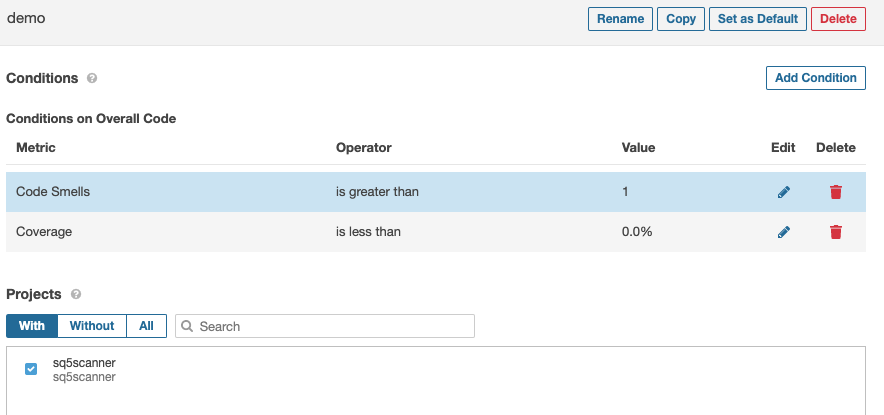 demo
Rename Copy Set as Default Delete
Conditions ?
Add Condition
Conditions on Overall Code
Metric Operator Value Edit Delete
Code Smells is greater than 1
Coverage is less than 0.0%
Projects ?
With Without All Search
sq5scanner
sq5scanner